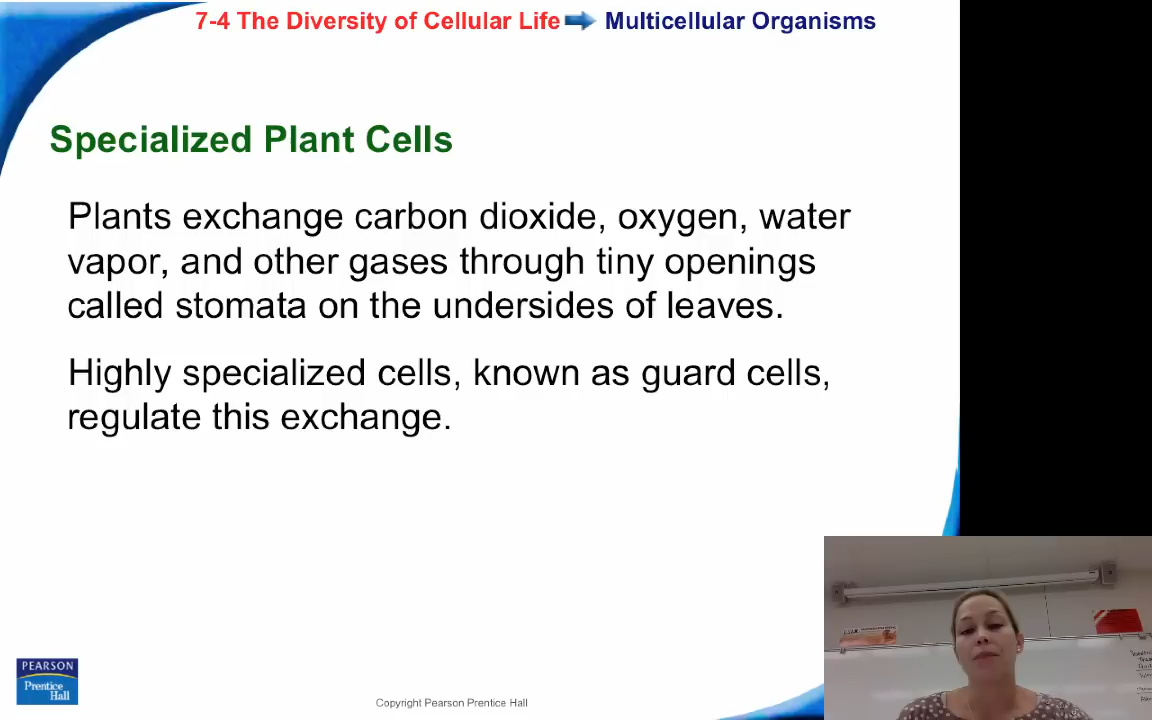 7-4 The Diversity of Cellular Life Multicellular Organisms
Specialized Plant Cells
Plants exchange carbon dioxide, oxygen, water
vapor, and other gases through tiny openings
called stomata on the undersides of leaves.
Highly specialized cells, known as guard cells,
regulate this exchange.
PEARSON
Prentice
Hall
Copyright Pearson Prentice Hall